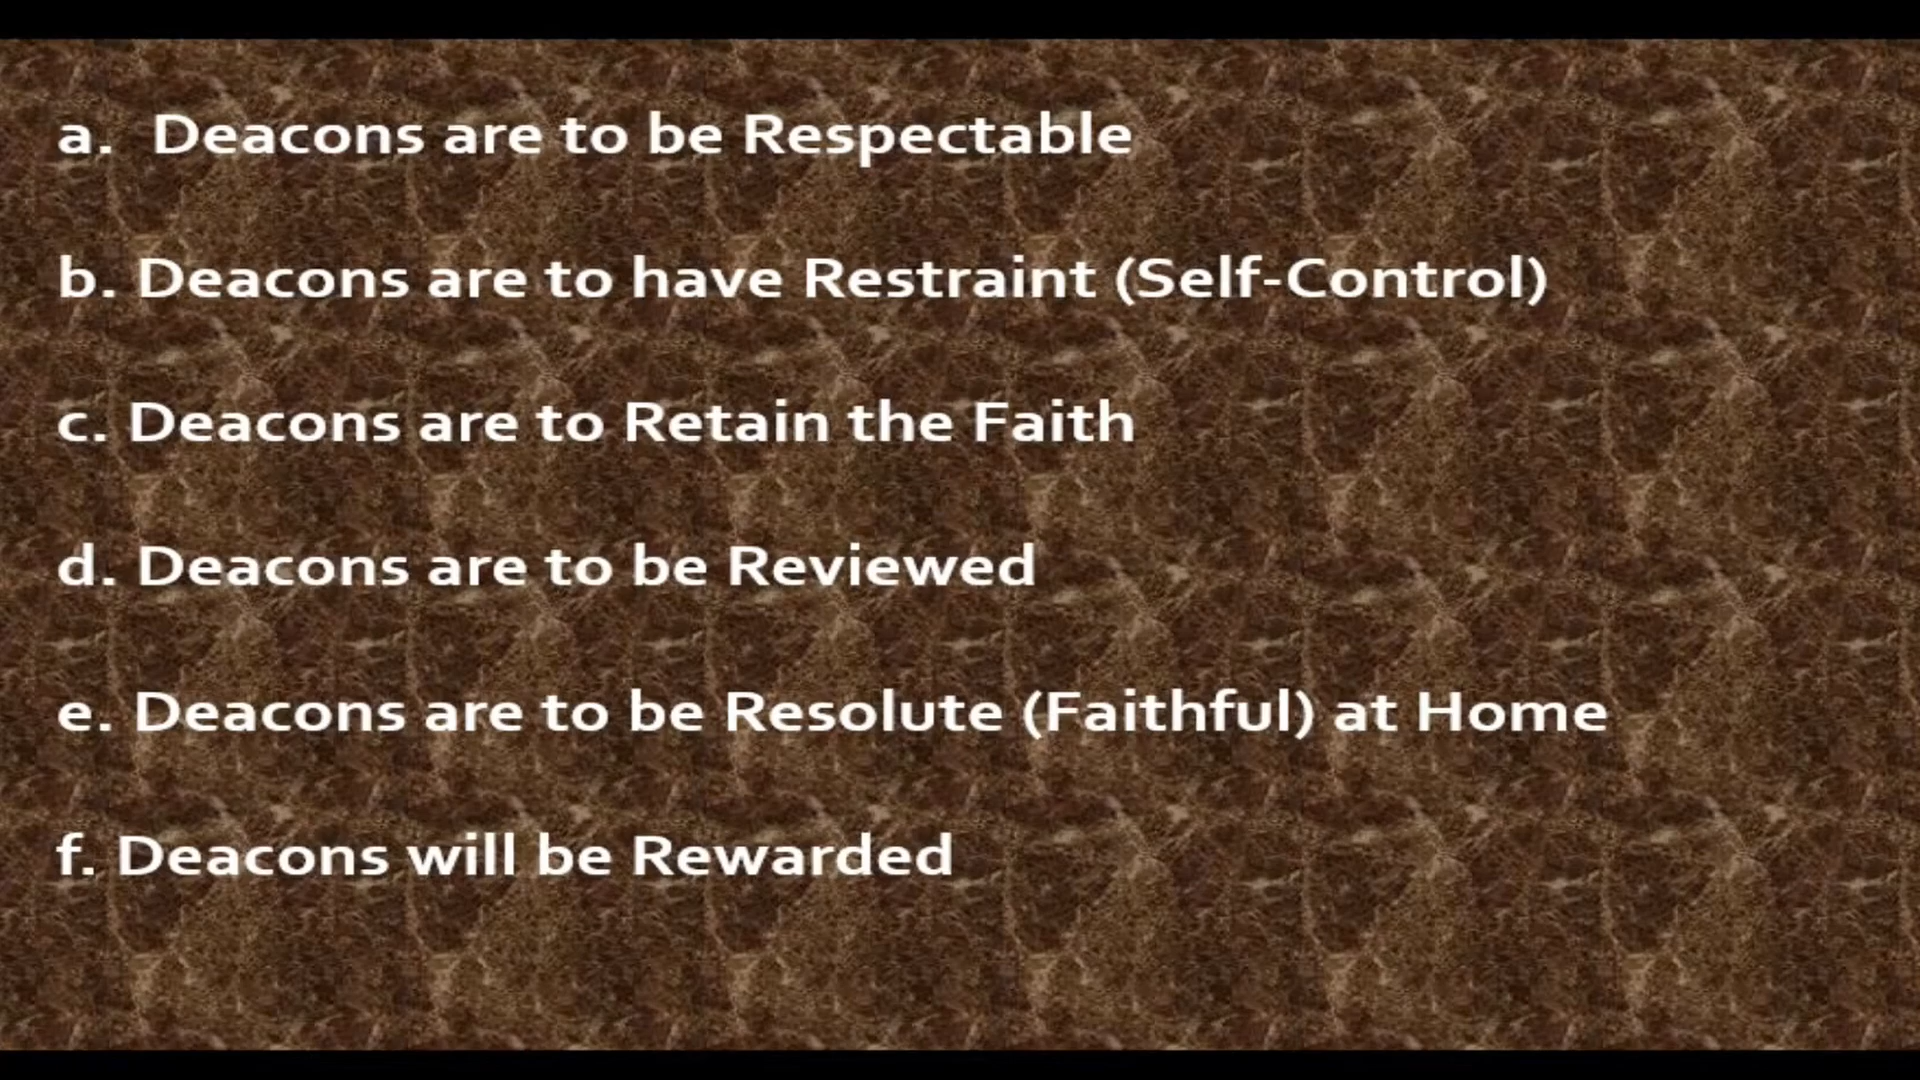 a. Deacons are to be Respectable
b. Deacons are to have Restraint (Self-Control)
c. Deacons are to Retain the Faith
d. Deacons are to be Reviewed
e. Deacons are to be Resolute (Faithful) at Home
f. Deacons will be Rewarded